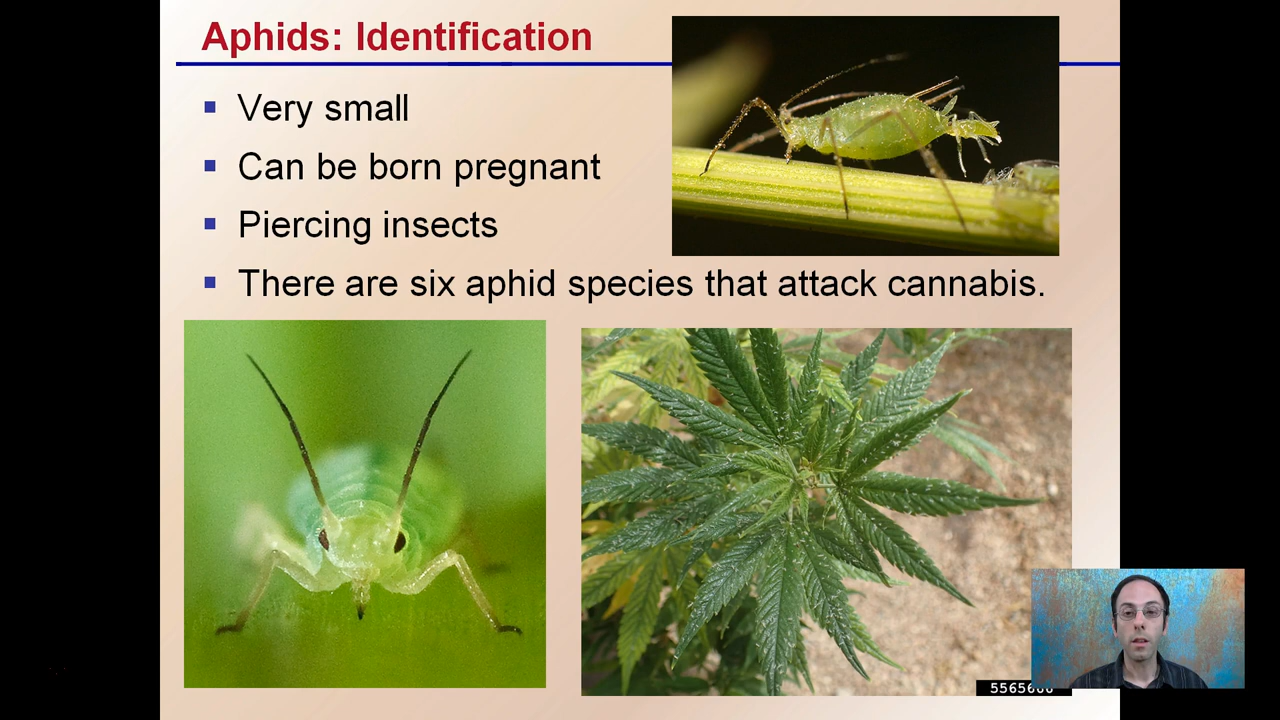 Aphids: Identification
Very small
Can be born pregnant
Piercing insects
There are six aphid species that attack cannabis.